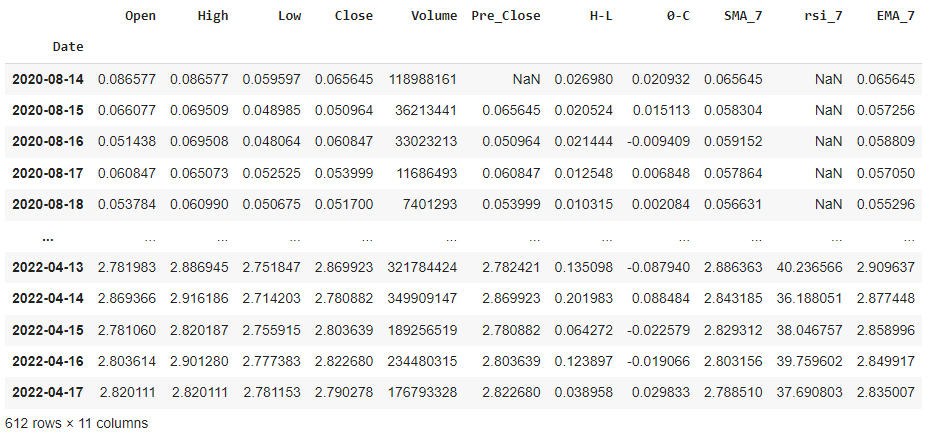 Open High Low Close Volume Pre_Close H-L 0-C SMA_7 rsi_7 EMA_7
Date
2020-08-14 0.086577 0.086577 0.059597 0.065645 118988161 NaN 0.026980 0.020932 0.065645 NaN 0.065645
2020-08-15 0.066077 0.069509 0.048985 0.050964 36213441 0.065645 0.020524 0.015113 0.058304 NaN 0.057256
2020-08-16 0.051438 0.069508 0.048064 0.060847 33023213 0.050964 0.021444 -0.009409 0.059152 NaN 0.058809
2020-08-17 0.060847 0.065073 0.052525 0.053999 11686493 0.060847 0.012548 0.006848 0.057864 NaN 0.057050
2020-08-18 0.053784 0.060990 0.050675 0.051700 7401293 0.053999 0.010315 0.002084 0.056631 NaN 0.055296
... ... ... ... ... ... ... ... ... ... ... ...
2022-04-13 2.781983 2.886945 2.751847 2.869923 321784424 2.782421 0.135098 -0.087940 2.886363 40.236566 2.909637
2022-04-14 2.869366 2.916186 2.714203 2.780882 349909147 2.869923 0.201983 0.088484 2.843185 36.188051 2.877448
2022-04-15 2.781060 2.820187 2.755915 2.803639 189256519 2.780882 0.064272 -0.022579 2.829312 38.046757 2.858996
2022-04-16 2.803614 2.901280 2.777383 2.822680 234480315 2.803639 0.123897 -0.019066 2.803156 39.759602 2.849917
2022-04-17 2.820111 2.820111 2.781153 2.790278 176793328 2.822680 0.038958 0.029833 2.788510 37.690803 2.835007
612 rows × 11 columns